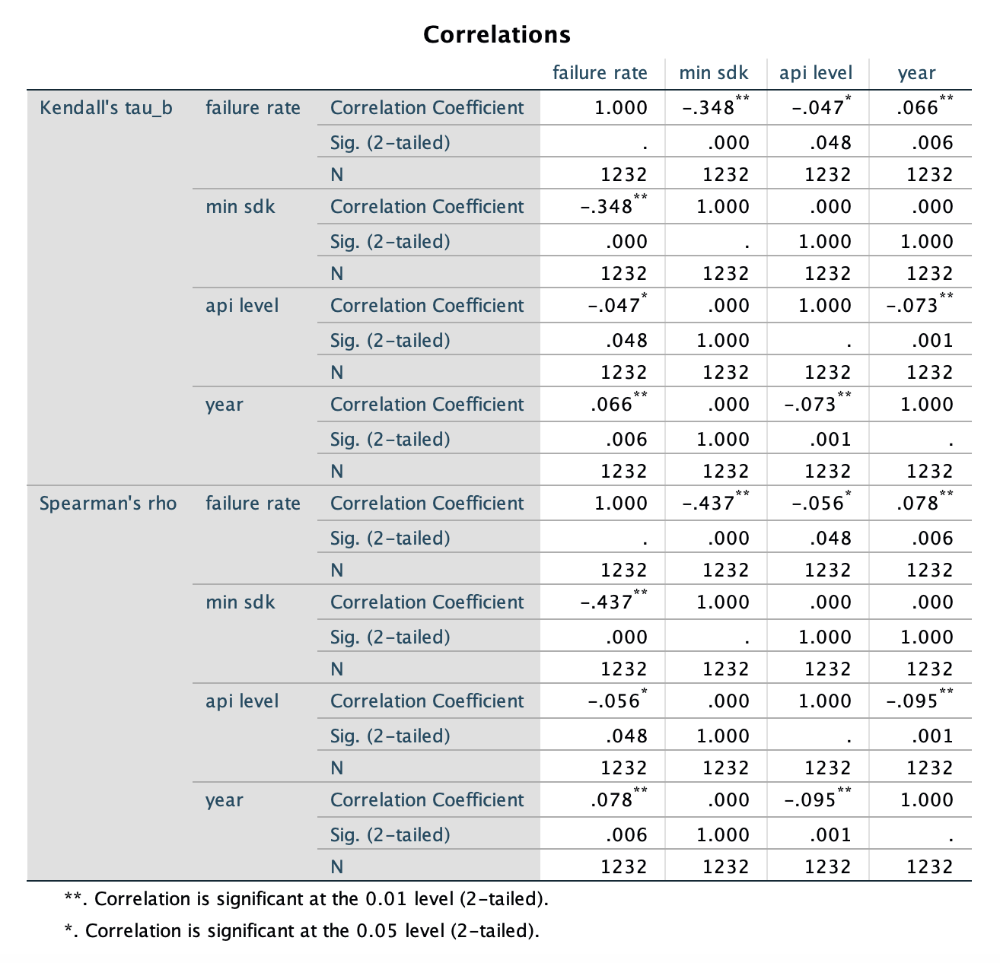 Correlations
failure rate min sdk api level year
Kendall's tau_b failure rate Correlation Coefficient 1.000 -.348** -.047* .066**
Sig. (2-tailed) . .000 .048 .006
N 1232 1232 1232 1232
min sdk Correlation Coefficient -.348** 1.000 .000 .000
Sig. (2-tailed) .000 . 1.000 1.000
N 1232 1232 1232 1232
api level Correlation Coefficient -.047* .000 1.000 -.073**
Sig. (2-tailed) .048 1.000 . .001
N 1232 1232 1232 1232
year Correlation Coefficient .066** .000 -.073** 1.000
Sig. (2-tailed) .006 1.000 .001 .
N 1232 1232 1232 1232
Spearman's rho failure rate Correlation Coefficient 1.000 -.437** -.056* .078**
Sig. (2-tailed) . .000 .048 .006
N 1232 1232 1232 1232
min sdk Correlation Coefficient -.437** 1.000 .000 .000
Sig. (2-tailed) .000 . 1.000 1.000
N 1232 1232 1232 1232
api level Correlation Coefficient -.056* .000 1.000 -.095**
Sig. (2-tailed) .048 1.000 . .001
N 1232 1232 1232 1232
year Correlation Coefficient .078** .000 -.095** 1.000
Sig. (2-tailed) .006 1.000 .001 .
N 1232 1232 1232 1232
**. Correlation is significant at the 0.01 level (2-tailed).
*. Correlation is significant at the 0.05 level (2-tailed).